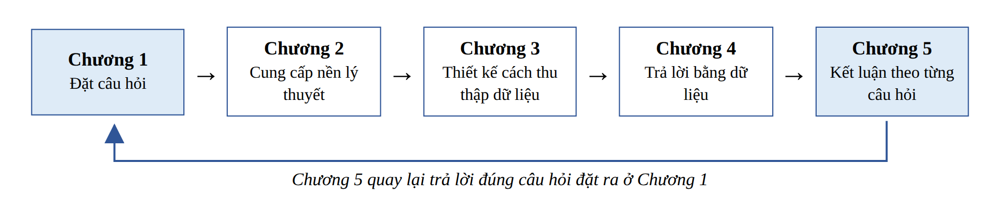 Chương 1
Đặt câu hỏi
→
Chương 2
Cung cấp nền lý
thuyết
→
Chương 3
Thiết kế cách thu
thập dữ liệu
→
Chương 4
Trả lời bằng dữ
liệu
→
Chương 5
Kết luận theo từng
câu hỏi
Chương 5 quay lại trả lời đúng câu hỏi đặt ra ở Chương 1